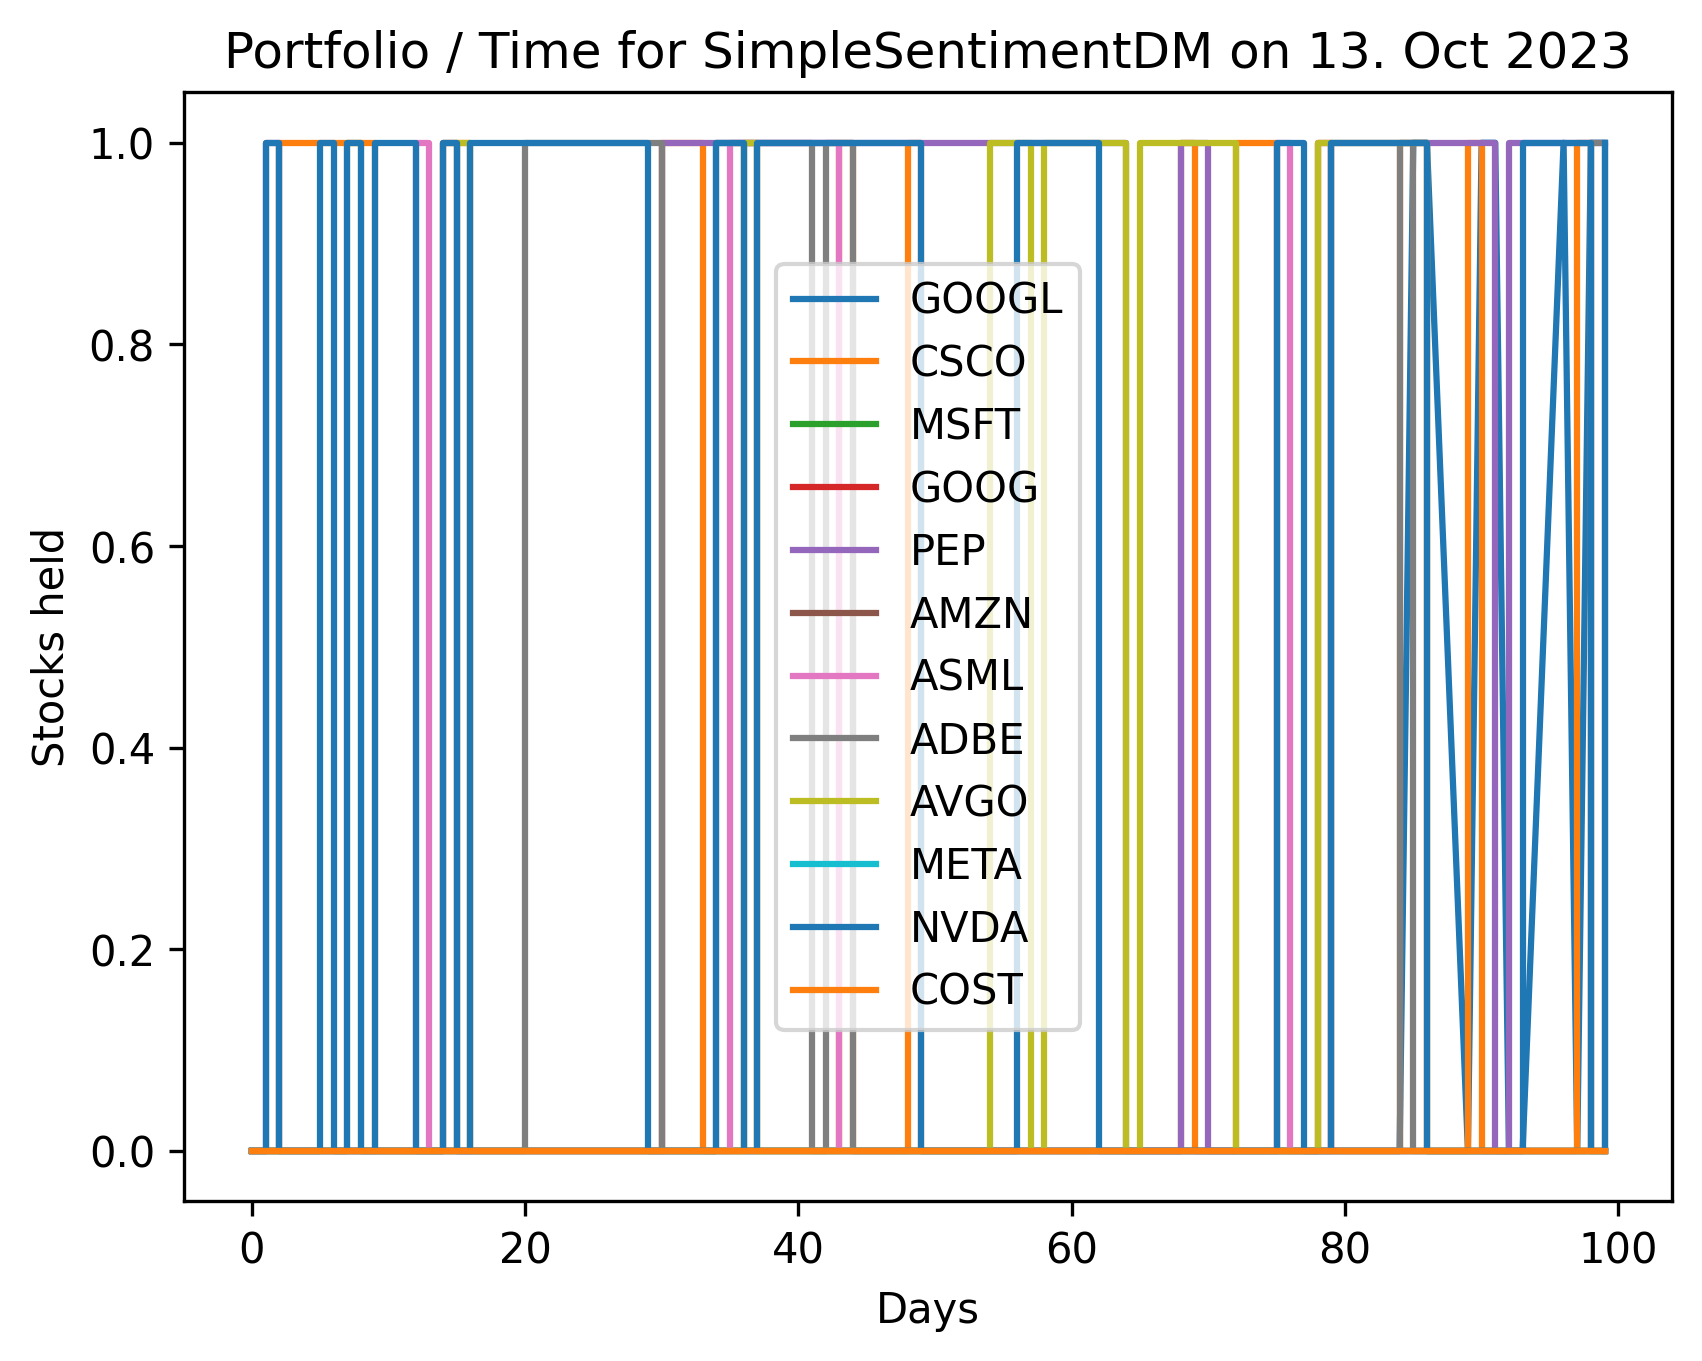 Portfolio / Time for SimpleSentimentDM on 13. Oct 2023
1.0
0.8
0.6
0.4
0.2
0.0
Stocks held
GOOGL
CSCO
MSFT
GOOG
PEP
AMZN
ASML
ADBE
AVGO
META
NVDA
COST
0 20 40 60 80 100
Days